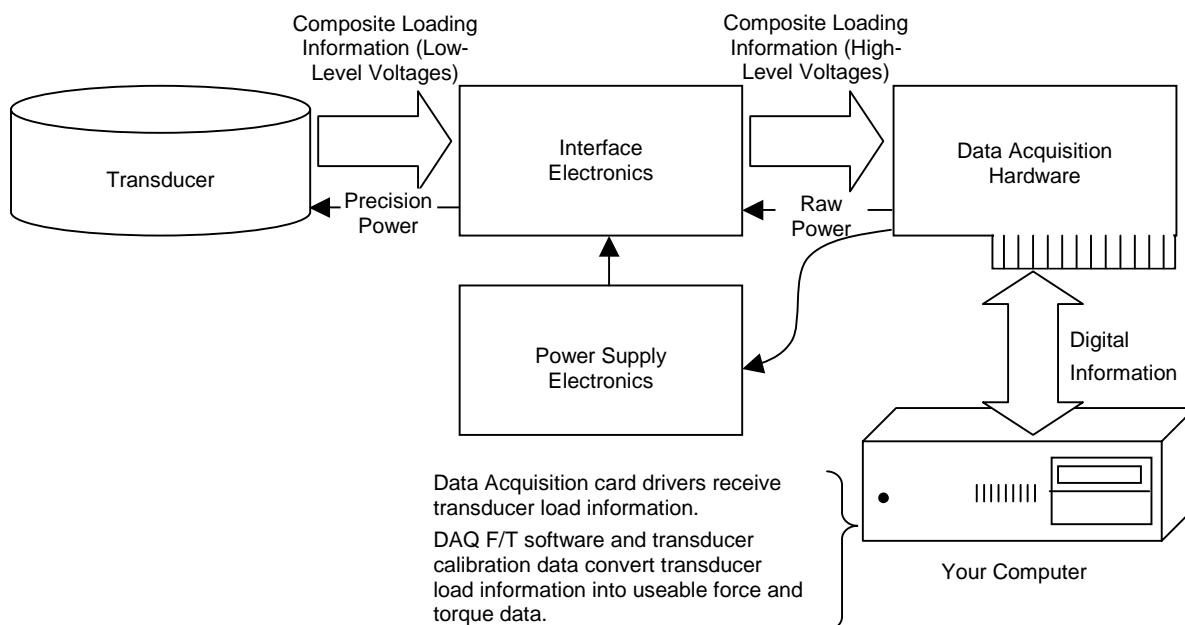 Composite Loading
Information (Low-
Level Voltages)
Composite Loading
Information (High-
Level Voltages)
Transducer
Interface
Electronics
Data Acquisition
Hardware
Precision
Power
Raw
Power
Power Supply
Electronics
Digital
Information
Data Acquisition card drivers receive
transducer load information.
DAQ F/T software and transducer
calibration data convert transducer
load information into useable force and
torque data.
Your Computer